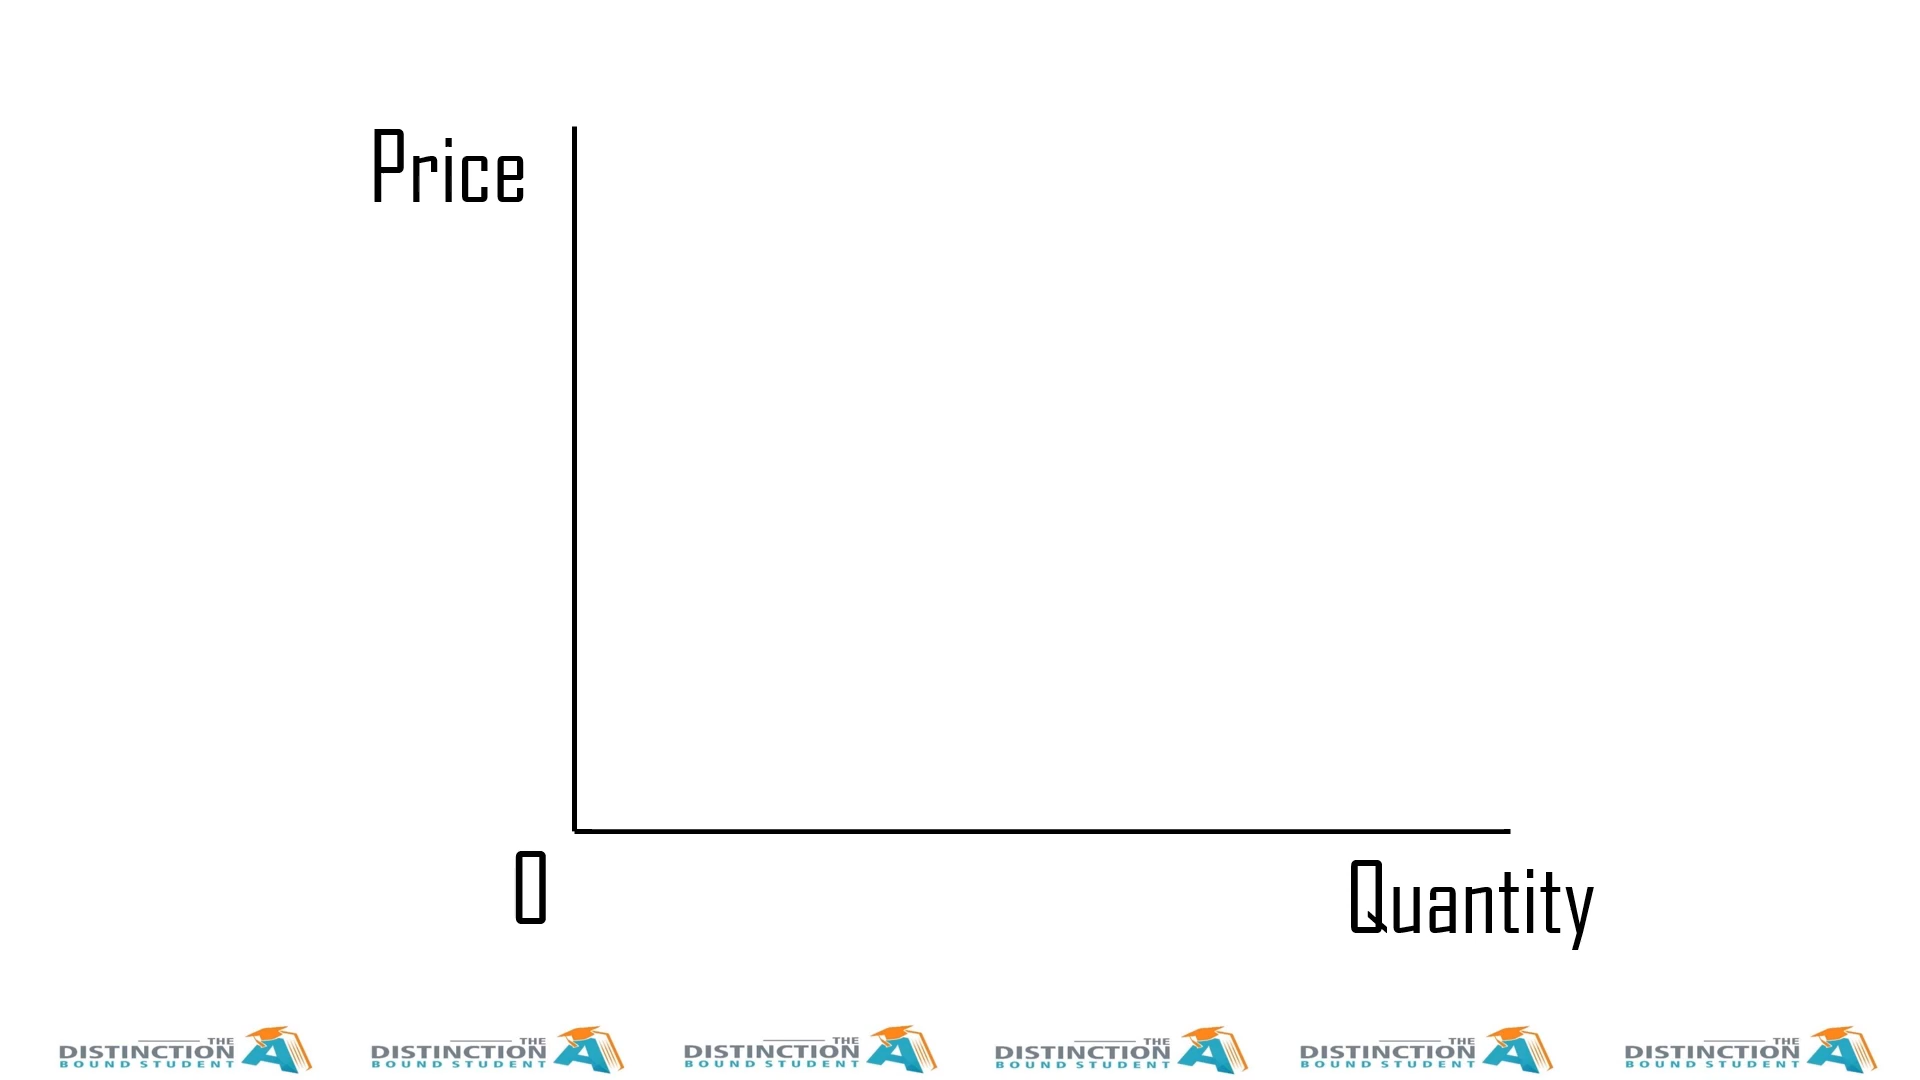 Price
0
Quantity
THE
DISTINCTION
BOUND STUDENT
THE
DISTINCTION
BOUND STUDENT
THE
DISTINCTION
BOUND STUDENT
THE
DISTINCTION
BOUND STUDENT
THE
DISTINCTION
BOUND STUDENT
THE
DISTINCTION
BOUND STUDENT